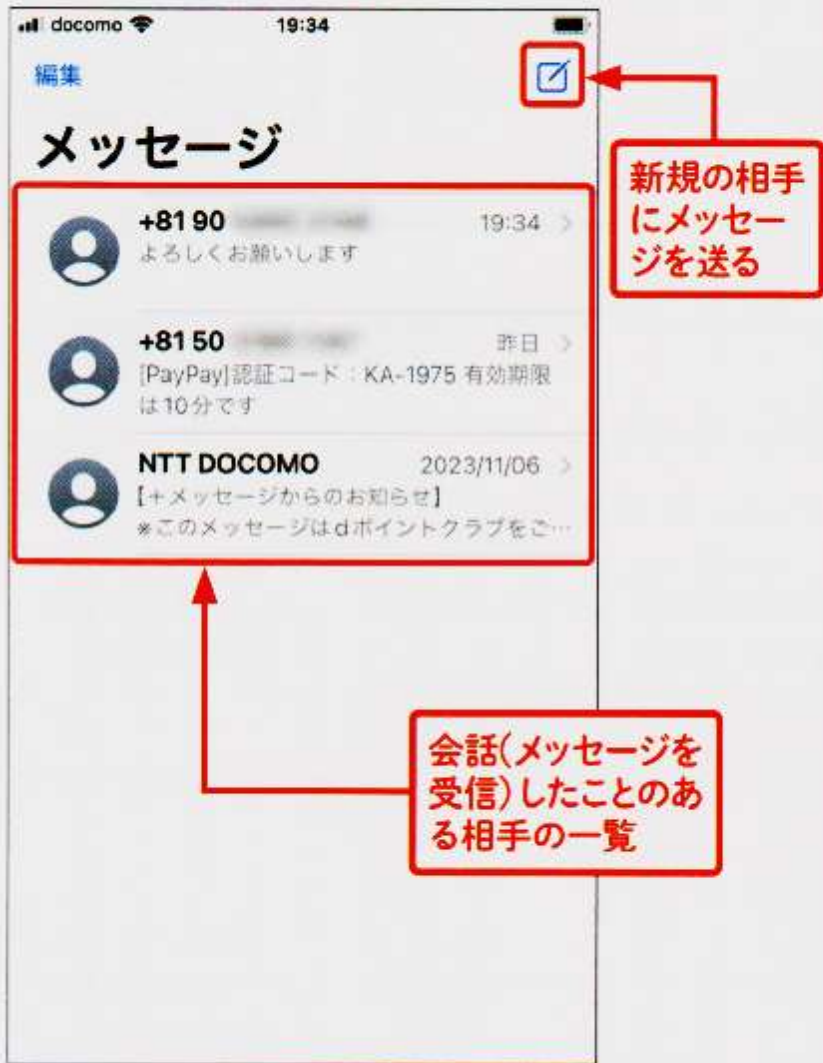 docomo 19:34
編集
メッセージ
+81 90 19:34
よろしくお願いします
+81 50 昨日
[PayPay]認証コード:KA-1975 有効期限
は10分です
NTT DOCOMO 2023/11/06
【+メッセージからのお知らせ】
※このメッセージはdポイントクラブをご…
新規の相手
にメッセー
ジを送る
会話(メッセージを
受信)したことのあ
る相手の一覧